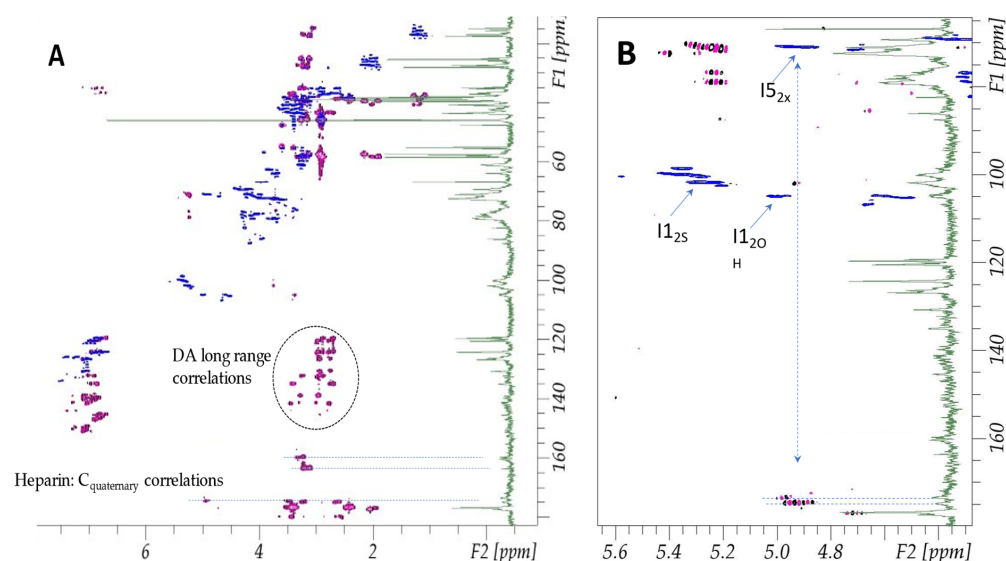 A
F1 [ppm]
60
80
100
120
140
160
DA long range
correlations
Heparin: Cquaternary correlations
6
4
2
F2 [ppm]
B
F1 [ppm]
100
120
140
160
I52x
I12S
I12O
H
5.6
5.4
5.2
5.0
4.8
F2 [ppm]